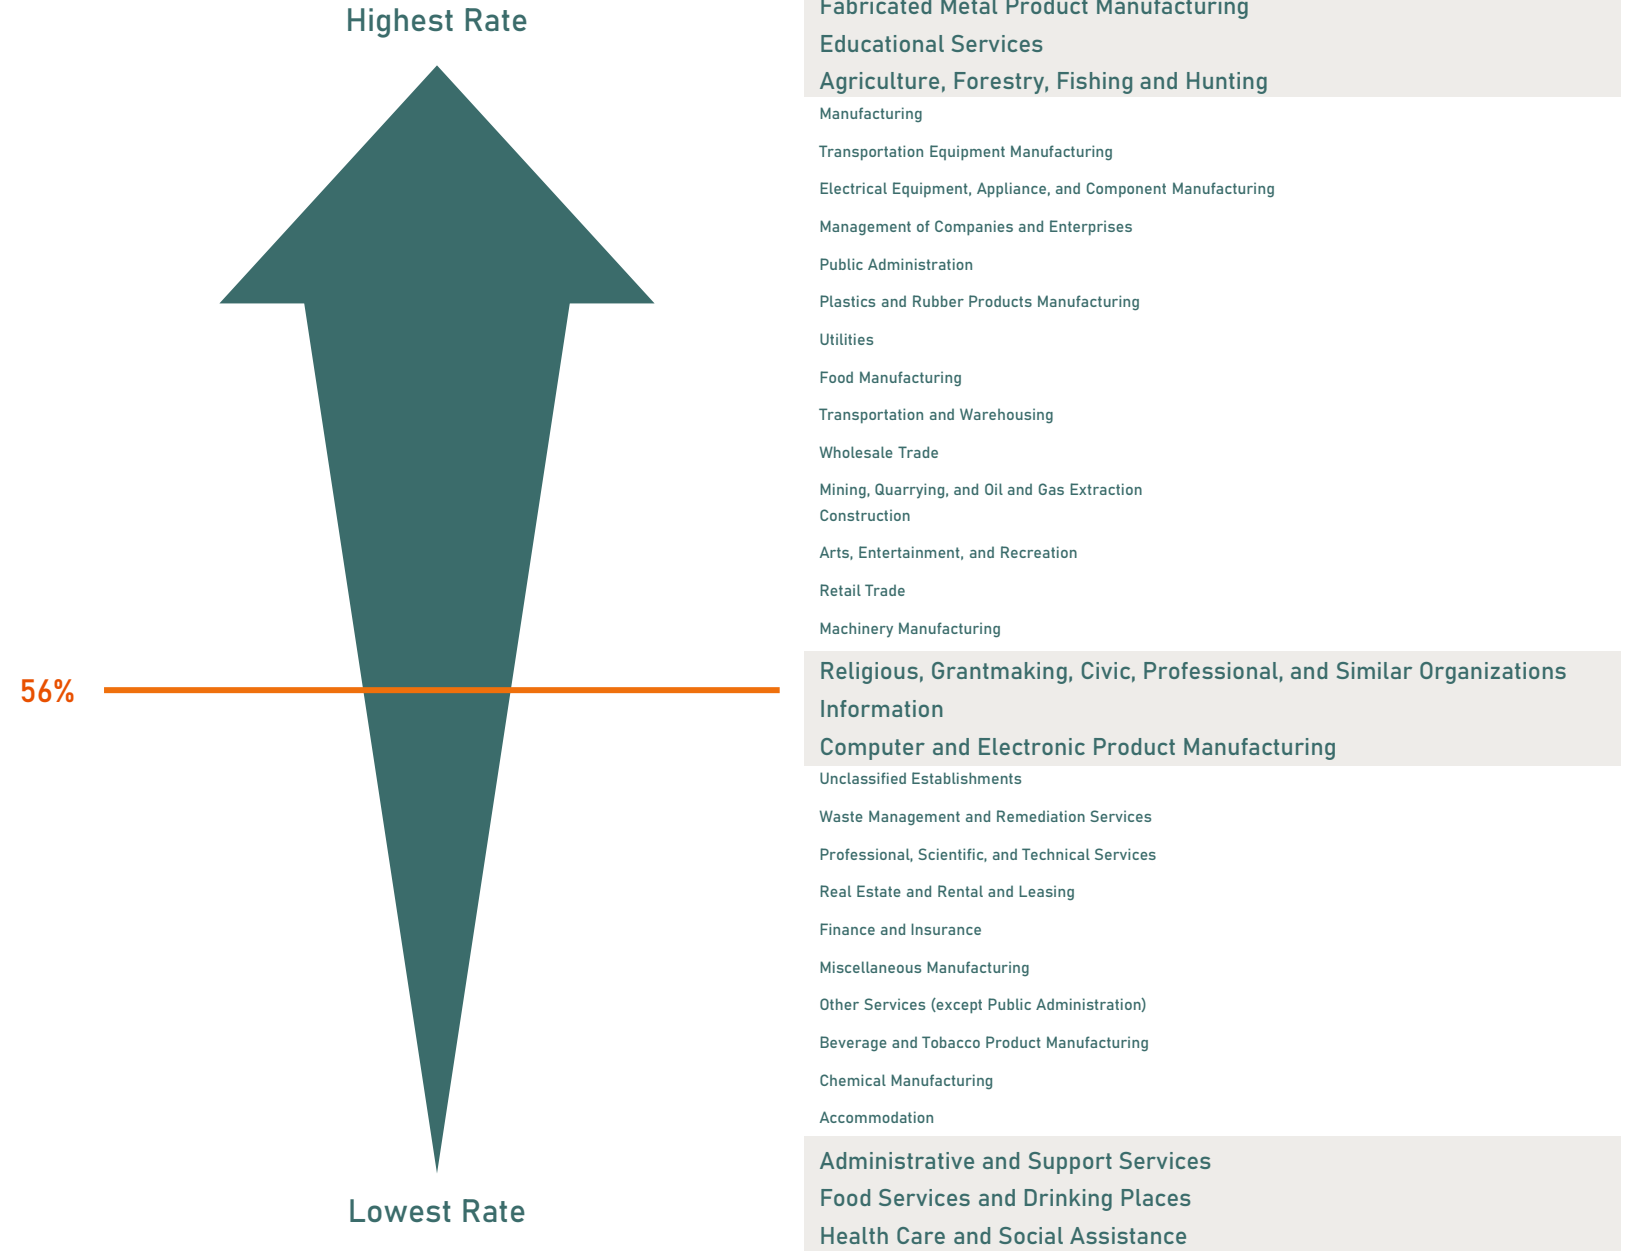 Highest Rate
Fabricated Metal Product Manufacturing
Educational Services
Agriculture, Forestry, Fishing and Hunting
Manufacturing
Transportation Equipment Manufacturing
Electrical Equipment, Appliance, and Component Manufacturing
Management of Companies and Enterprises
Public Administration
Plastics and Rubber Products Manufacturing
Utilities
Food Manufacturing
Transportation and Warehousing
Wholesale Trade
Mining, Quarrying, and Oil and Gas Extraction
Construction
Arts, Entertainment, and Recreation
Retail Trade
Machinery Manufacturing
56%
Religious, Grantmaking, Civic, Professional, and Similar Organizations
Information
Computer and Electronic Product Manufacturing
Unclassified Establishments
Waste Management and Remediation Services
Professional, Scientific, and Technical Services
Real Estate and Rental and Leasing
Finance and Insurance
Miscellaneous Manufacturing
Other Services (except Public Administration)
Beverage and Tobacco Product Manufacturing
Chemical Manufacturing
Accommodation
Administrative and Support Services
Food Services and Drinking Places
Health Care and Social Assistance
Lowest Rate